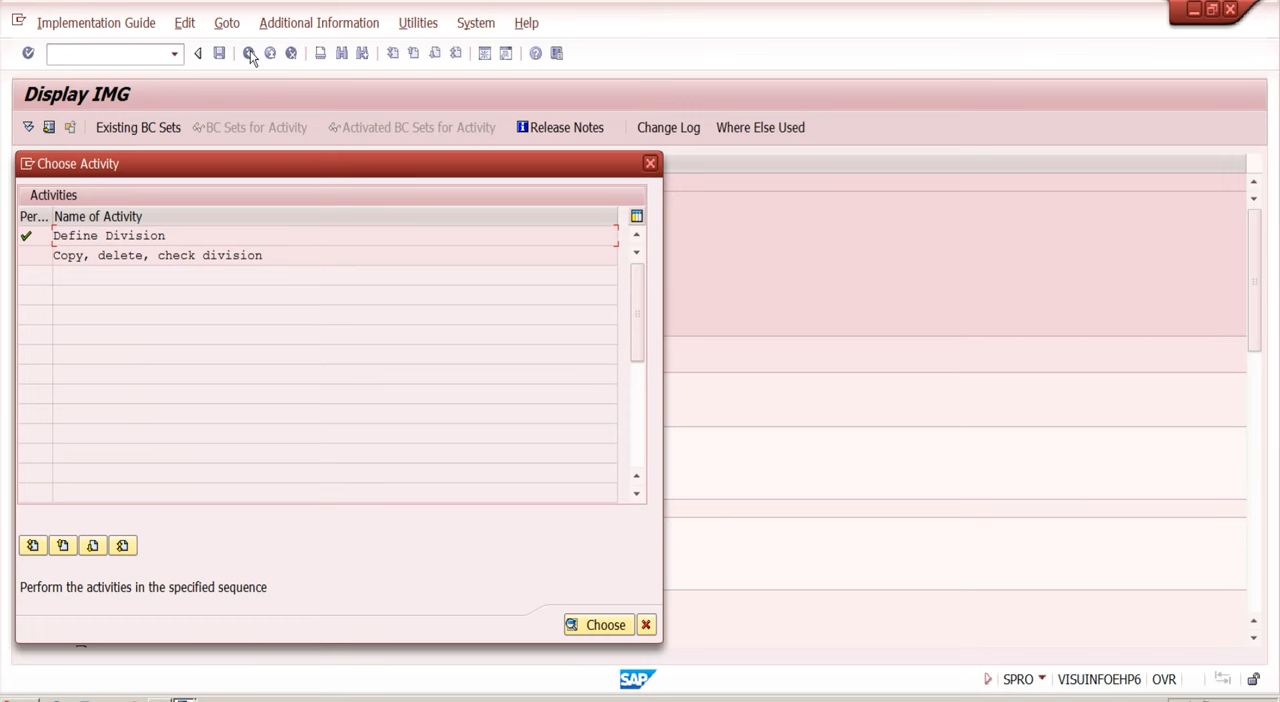 Implementation Guide Edit Goto Additional Information Utilities System Help
Display IMG
Existing BC Sets BC Sets for Activity Activated BC Sets for Activity Release Notes Change Log Where Else Used
Choose Activity
Activities
Per... Name of Activity
Define Division
Copy, delete, check division
Perform the activities in the specified sequence
Choose
SAP
SPRO VISUINFOEHP6 OVR